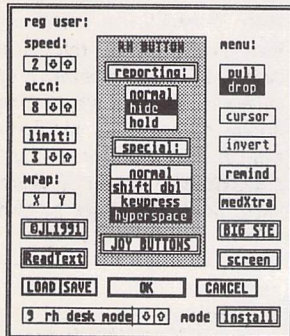 reg user:
speed: RH BUTTON menu:
2 reporting: pull
drop
accn: normal
8 hide cursor
hold
limit: invert
3 special: remind
wrap: normal
X Y shift dbl medXtra
keypress
©JL1991 hyperspace BIG STE
ReadText JOY BUTTONS screen
LOAD SAVE OK CANCEL
9 rh desk mode mode install